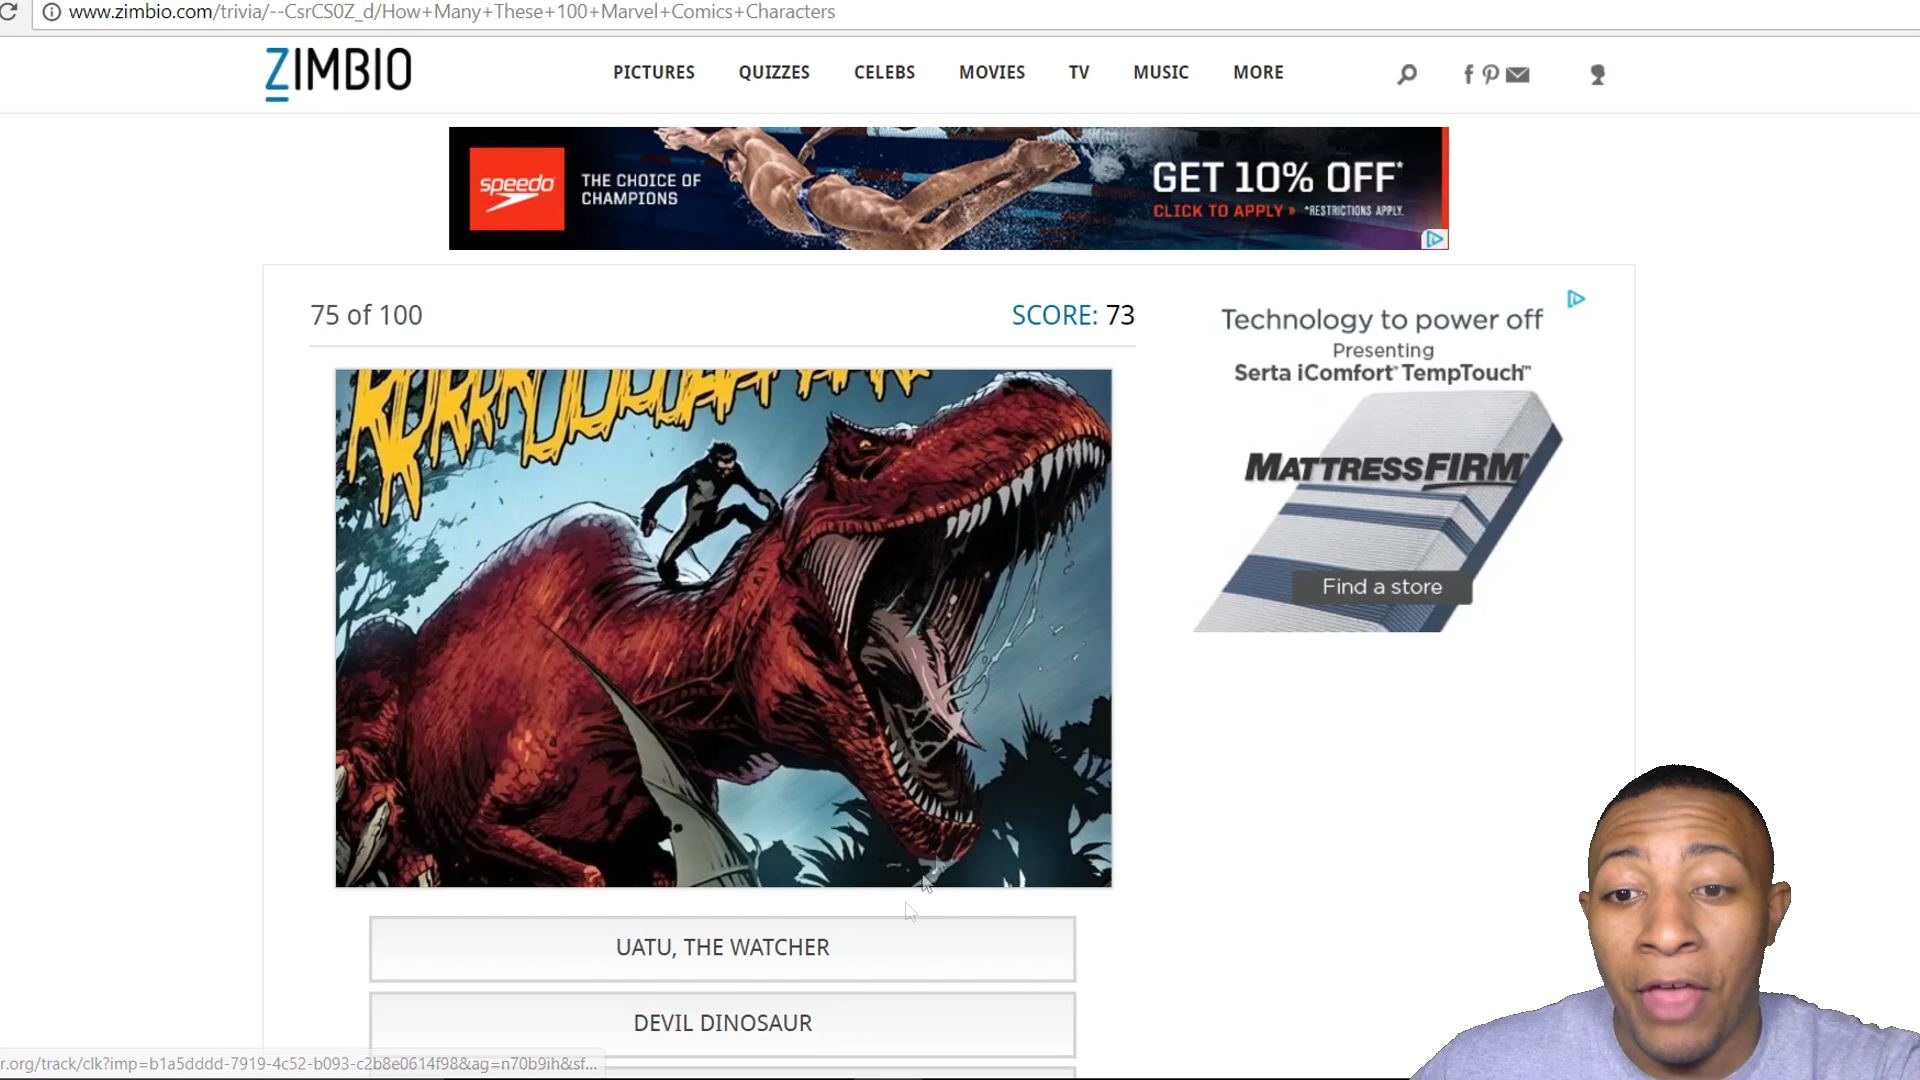 www.zimbio.com/trivia/--CsrCS0Z_d/How+Many+These+100+Marvel+Comics+Characters
ZIMBIO
PICTURES QUIZZES CELEBS MOVIES TV MUSIC MORE
speedo
THE CHOICE OF
CHAMPIONS
GET 10% OFF*
CLICK TO APPLY » *RESTRICTIONS APPLY.
75 of 100
SCORE: 73
Technology to power off
Presenting
Serta iComfort® TempTouch™
MATTRESSFIRM®
Find a store
UATU, THE WATCHER
DEVIL DINOSAUR
r.org/track/clk?imp=b1a5dddd-7919-4c52-b093-c2b8e0614f98&ag=n70b9ih&sf...